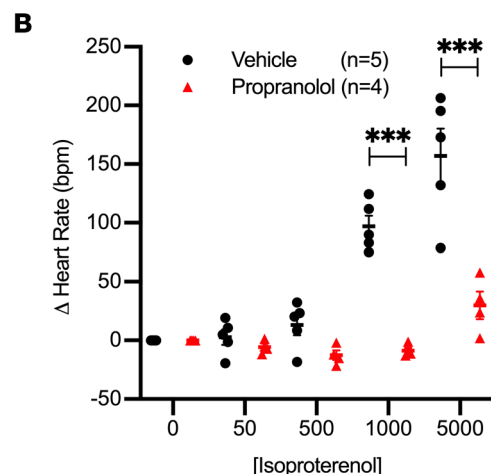 B
Vehicle (n=5)
Propranolol (n=4)
***
***
Δ Heart Rate (bpm)
250
200
150
100
50
0
-50
0 50 500 1000 5000
[Isoproterenol]